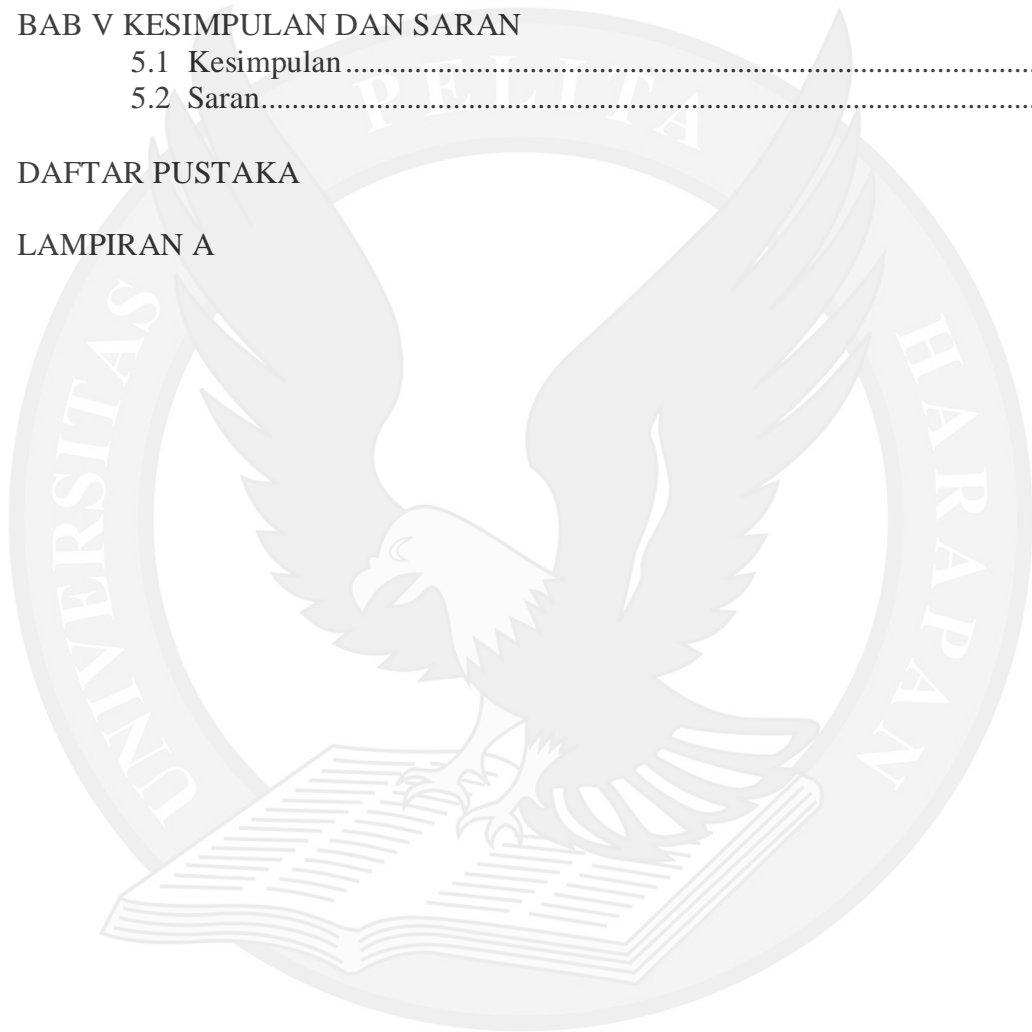 BAB V KESIMPULAN DAN SARAN
5.1 Kesimpulan....................................................................................
5.2 Saran...............................................................................................
DAFTAR PUSTAKA
LAMPIRAN A
UNIVERSITAS PELITA HARAPAN